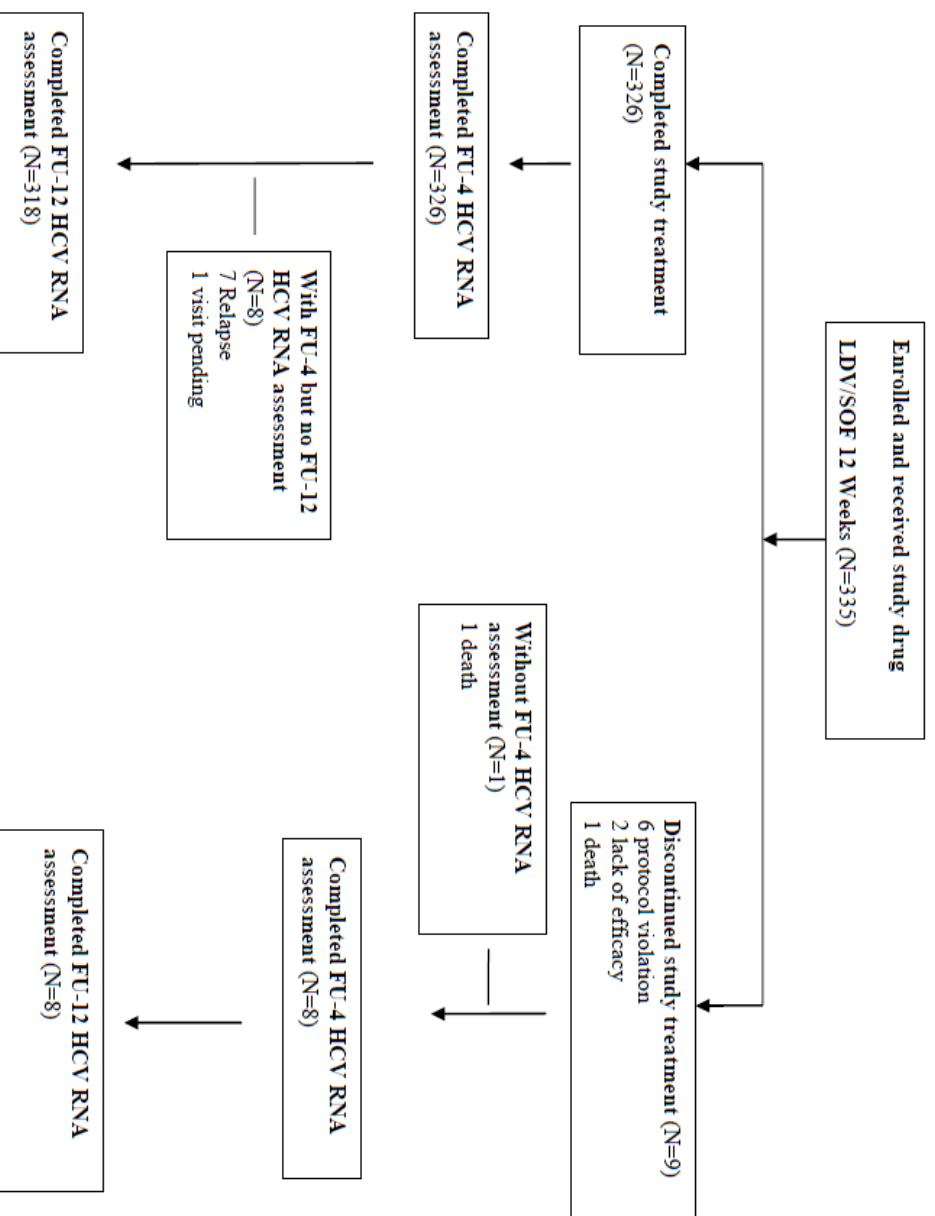 Enrolled and received study drug
LDV/SOF 12 Weeks (N=335)
Completed study treatment
(N=326)
Discontinued study treatment (N=9)
6 protocol violation
2 lack of efficacy
1 death
Without FU-4 HCV RNA
assessment (N=1)
1 death
Completed FU-4 HCV RNA
assessment (N=326)
Completed FU-4 HCV RNA
assessment (N=8)
With FU-4 but no FU-12
HCV RNA assessment
(N=8)
7 Relapse
1 visit pending
Completed FU-12 HCV RNA
assessment (N=318)
Completed FU-12 HCV RNA
assessment (N=8)